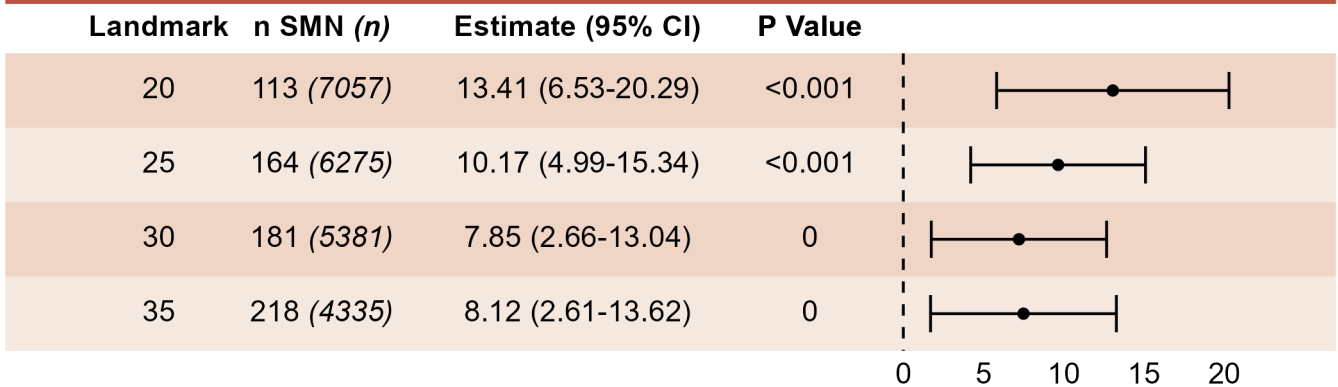 Landmark n SMN (n) Estimate (95% CI) P Value
20 113 (7057) 13.41 (6.53-20.29) <0.001
25 164 (6275) 10.17 (4.99-15.34) <0.001
30 181 (5381) 7.85 (2.66-13.04) 0
35 218 (4335) 8.12 (2.61-13.62) 0
0 5 10 15 20